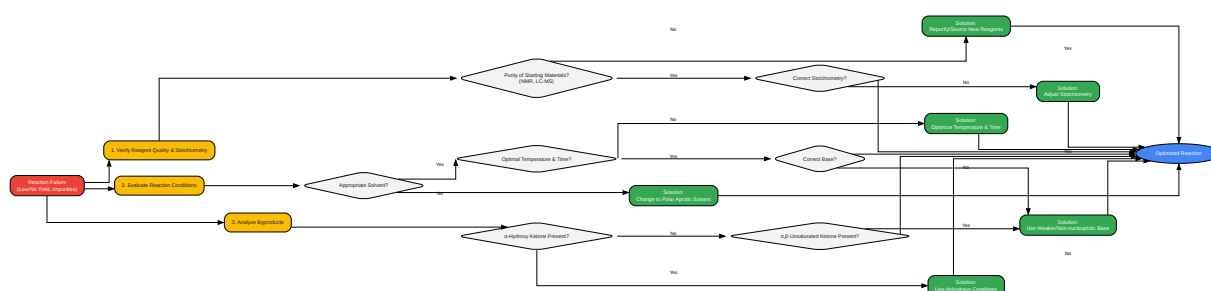 No
Solution:
Repurify/Source New Reagents
Yes
Purity of Starting Materials?
(NMR, LC-MS)
Yes
Correct Stoichiometry?
No
Solution:
Adjust Stoichiometry
No
Solution:
Optimize Temperature & Time
1. Verify Reagent Quality & Stoichiometry
Yes
Optimal Temperature & Time?
Yes
Correct Base?
Yes
Optimized Reaction
No
Reaction Failure
(Low/No Yield, Impurities)
2. Evaluate Reaction Conditions
Appropriate Solvent?
No
Solution:
Change to Polar Aprotic Solvent
3. Analyze Byproducts
α-Hydroxy Ketone Present?
No
α,β-Unsaturated Ketone Present?
Yes
Solution:
Use Weaker/Non-nucleophilic Base
No
Yes
Solution:
Use Anhydrous Conditions